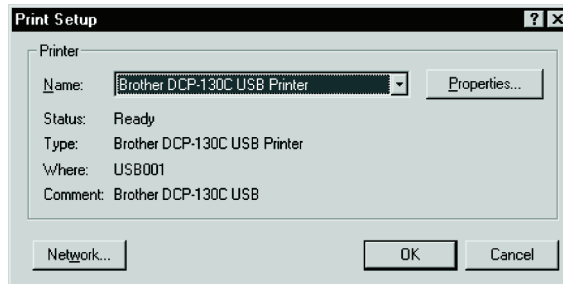 Print Setup
Printer
Name: Brother DCP-130C USB Printer Properties...
Status: Ready
Type: Brother DCP-130C USB Printer
Where: USB001
Comment: Brother DCP-130C USB
Network... OK Cancel